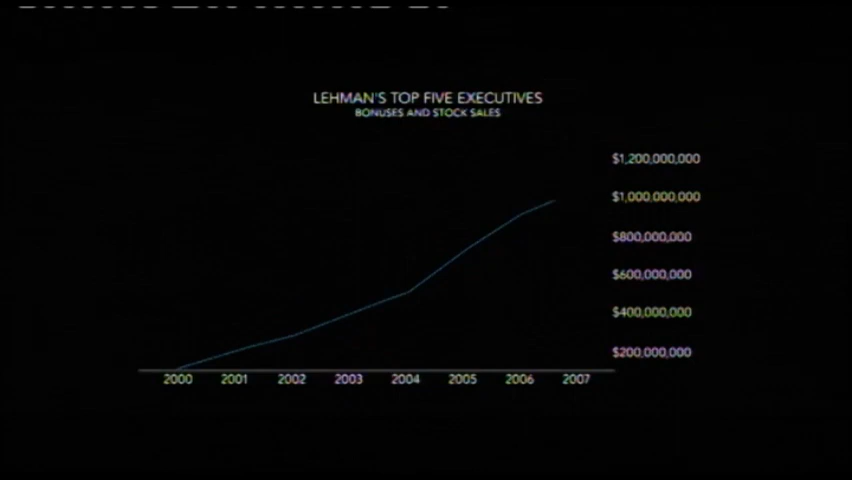 LEHMAN'S TOP FIVE EXECUTIVES
BONUSES AND STOCK SALES
$1,200,000,000
$1,000,000,000
$800,000,000
$600,000,000
$400,000,000
$200,000,000
2000 2001 2002 2003 2004 2005 2006 2007